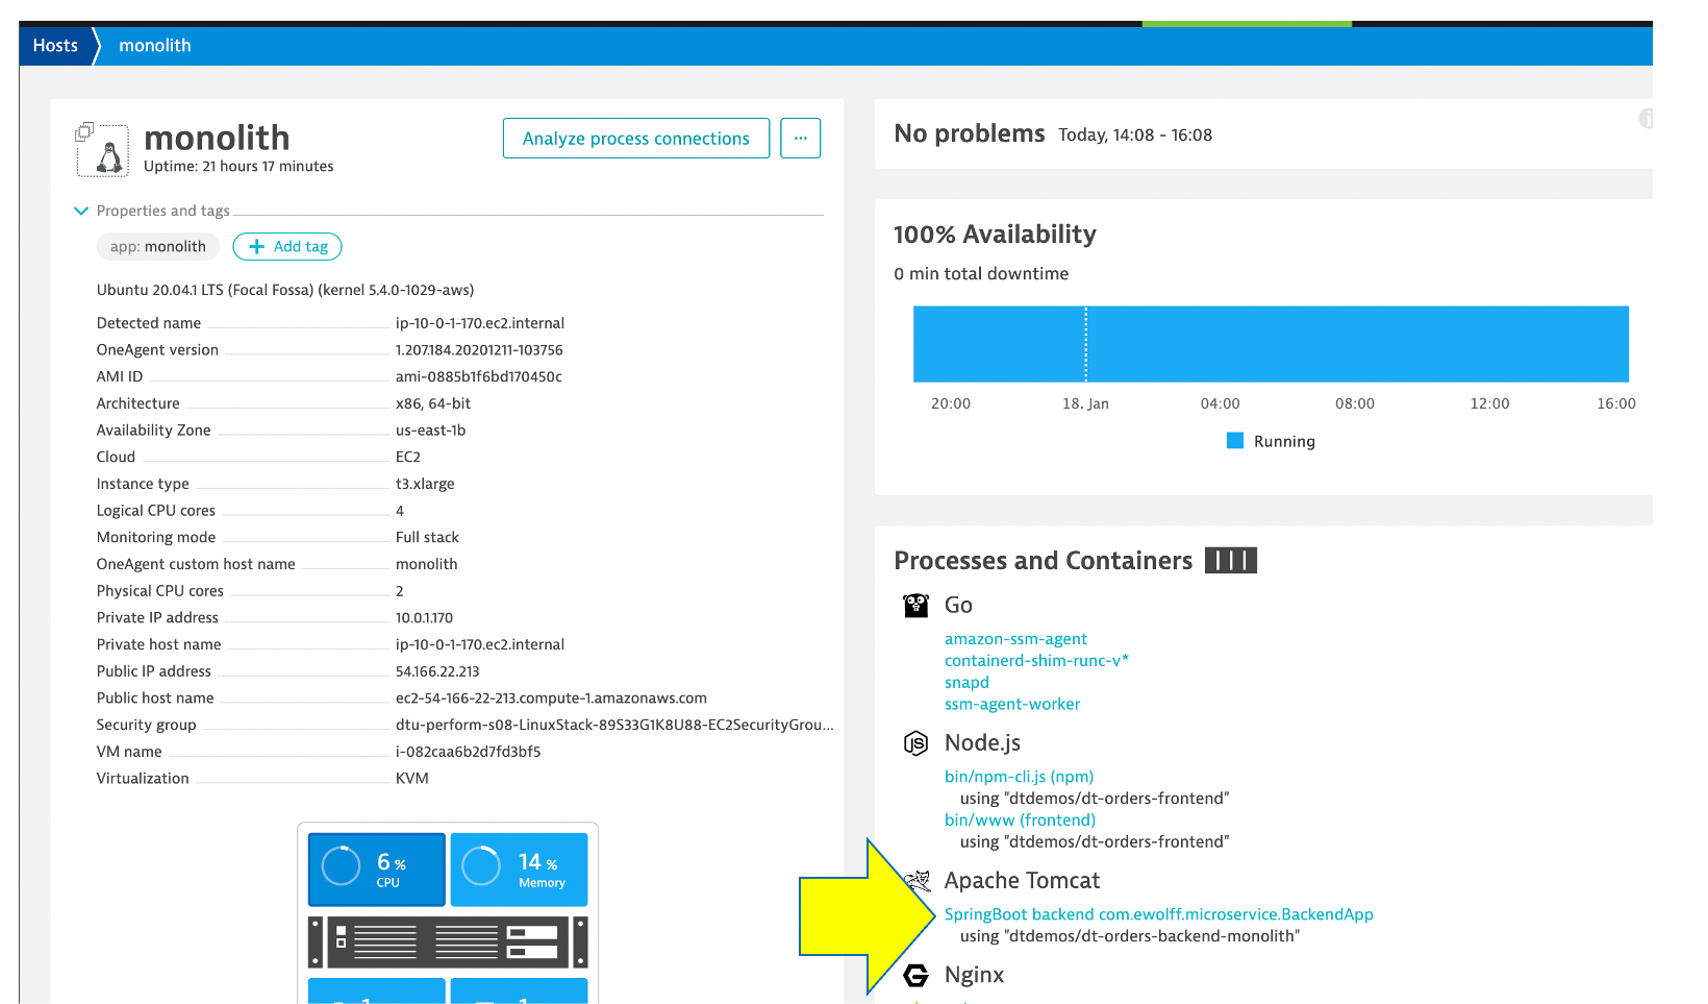 Hosts
monolith
monolith
Uptime: 21 hours 17 minutes
Analyze process connections
...
Properties and tags
app: monolith
+ Add tag
Ubuntu 20.04.1 LTS (Focal Fossa) (kernel 5.4.0-1029-aws)
Detected name ip-10-0-1-170.ec2.internal
OneAgent version 1.207.184.20201211-103756
AMI ID ami-0885b1f6bd170450c
Architecture x86, 64-bit
Availability Zone us-east-1b
Cloud EC2
Instance type t3.xlarge
Logical CPU cores 4
Monitoring mode Full stack
OneAgent custom host name monolith
Physical CPU cores 2
Private IP address 10.0.1.170
Private host name ip-10-0-1-170.ec2.internal
Public IP address 54.166.22.213
Public host name ec2-54-166-22-213.compute-1.amazonaws.com
Security group dtu-perform-s08-LinuxStack-89S33G1K8U88-EC2SecurityGrou...
VM name i-082caa6b2d7fd3bf5
Virtualization KVM
6 %
CPU
14 %
Memory
No problems Today, 14:08 - 16:08
100% Availability
0 min total downtime
20:00 18. Jan 04:00 08:00 12:00 16:00
Running
Processes and Containers
Go
amazon-ssm-agent
containerd-shim-runc-v*
snapd
ssm-agent-worker
JS Node.js
bin/npm-cli.js (npm)
using "dtdemos/dt-orders-frontend"
bin/www (frontend)
using "dtdemos/dt-orders-frontend"
Apache Tomcat
SpringBoot backend com.ewolff.microservice.BackendApp
using "dtdemos/dt-orders-backend-monolith"
Nginx